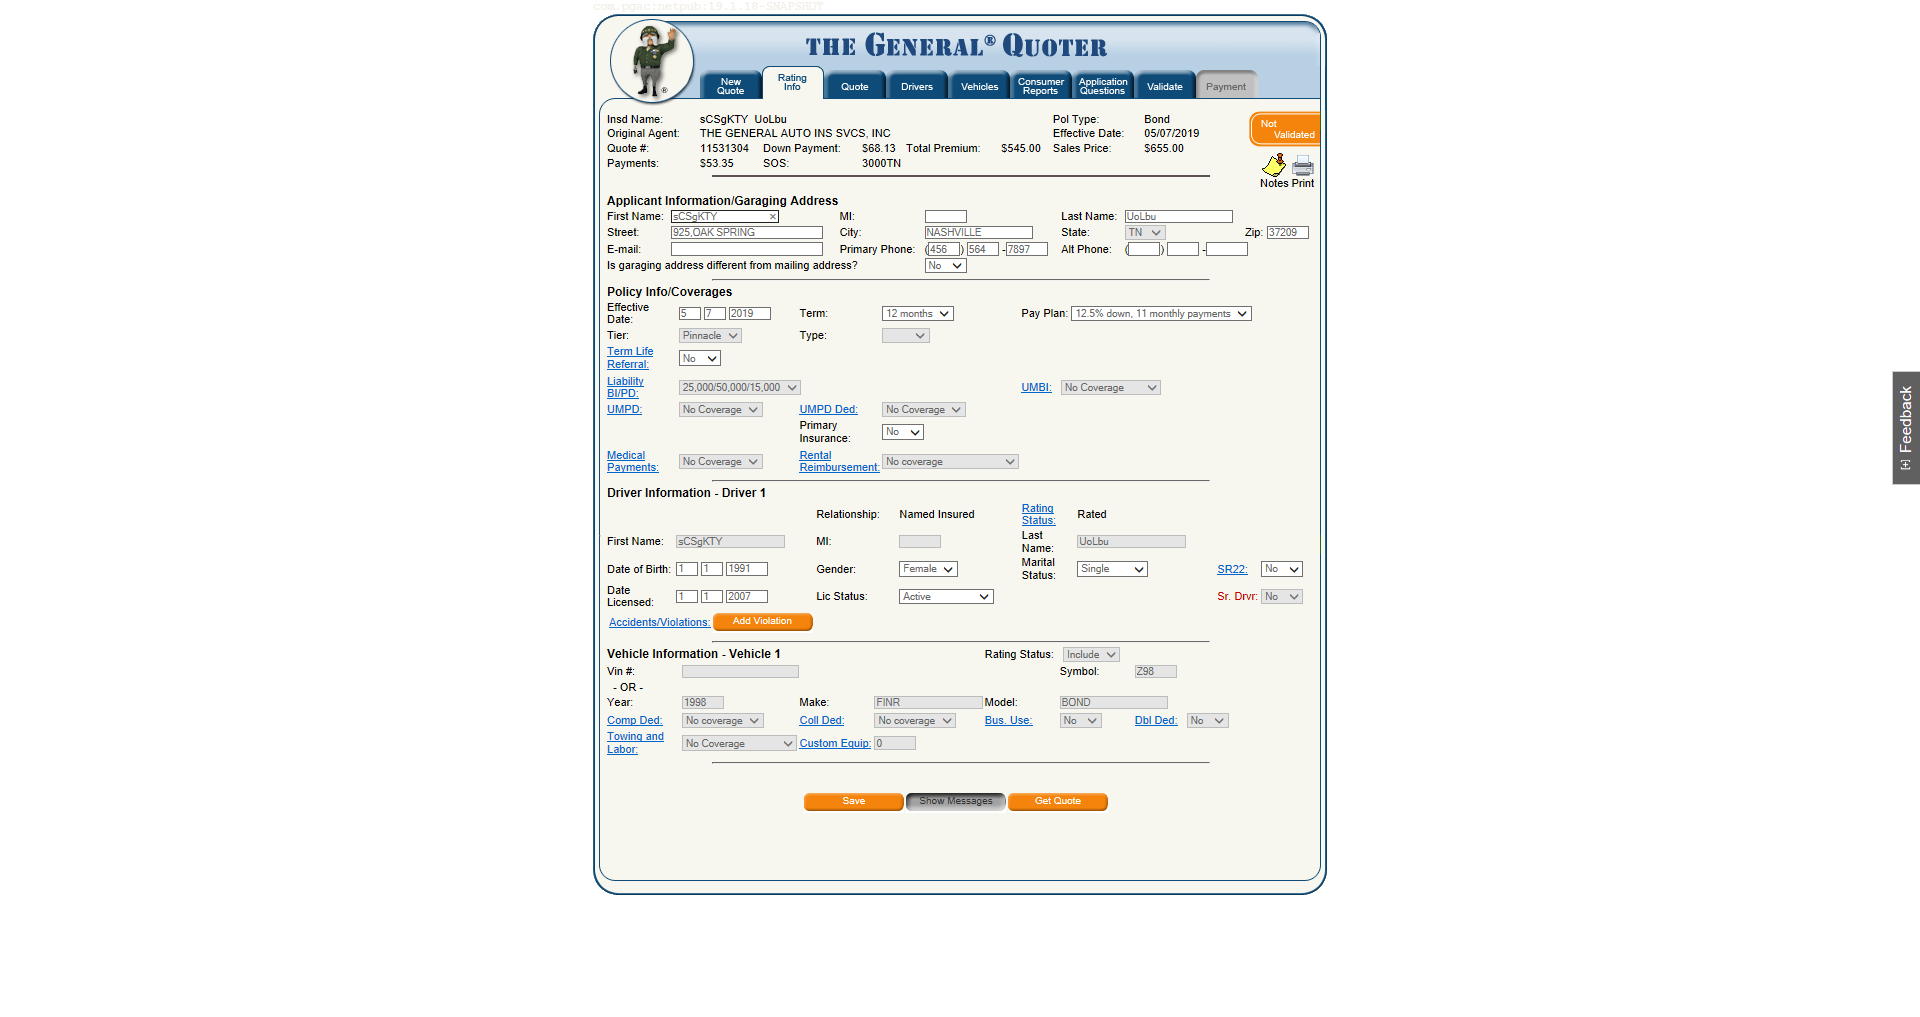 com.pgac:netpub:19.1.18-SNAPSHOT
THE GENERAL® QUOTER
New Quote
Rating Info
Quote
Drivers
Vehicles
Consumer Reports
Application Questions
Validate
Payment
Insd Name: sCSgKTY UoLbu Pol Type: Bond
Original Agent: THE GENERAL AUTO INS SVCS, INC Effective Date: 05/07/2019
Quote #: 11531304 Down Payment: $68.13 Total Premium: $545.00 Sales Price: $655.00
Payments: $53.35 SOS: 3000TN
Not Validated
Notes Print
Applicant Information/Garaging Address
First Name: sCSgKTY × MI: Last Name: UoLbu
Street: 925,OAK SPRING City: NASHVILLE State: TN Zip: 37209
E-mail: Primary Phone: (456) 564 -7897 Alt Phone: ( ) -
Is garaging address different from mailing address? No
Policy Info/Coverages
Effective Date: 5 7 2019 Term: 12 months Pay Plan: 12.5% down, 11 monthly payments
Tier: Pinnacle Type:
Term Life Referral: No
Liability BI/PD: 25,000/50,000/15,000 UMBI: No Coverage
UMPD: No Coverage UMPD Ded: No Coverage
Primary Insurance: No
Medical Payments: No Coverage Rental Reimbursement: No coverage
Driver Information - Driver 1
Relationship: Named Insured Rating Status: Rated
First Name: sCSgKTY MI: Last Name: UoLbu
Date of Birth: 1 1 1991 Gender: Female Marital Status: Single SR22: No
Date Licensed: 1 1 2007 Lic Status: Active Sr. Drvr: No
Accidents/Violations: Add Violation
Vehicle Information - Vehicle 1 Rating Status: Include
Vin #: Symbol: Z98
- OR -
Year: 1998 Make: FINR Model: BOND
Comp Ded: No coverage Coll Ded: No coverage Bus. Use: No Dbl Ded: No
Towing and Labor: No Coverage Custom Equip: 0
Save Show Messages Get Quote
[+] Feedback